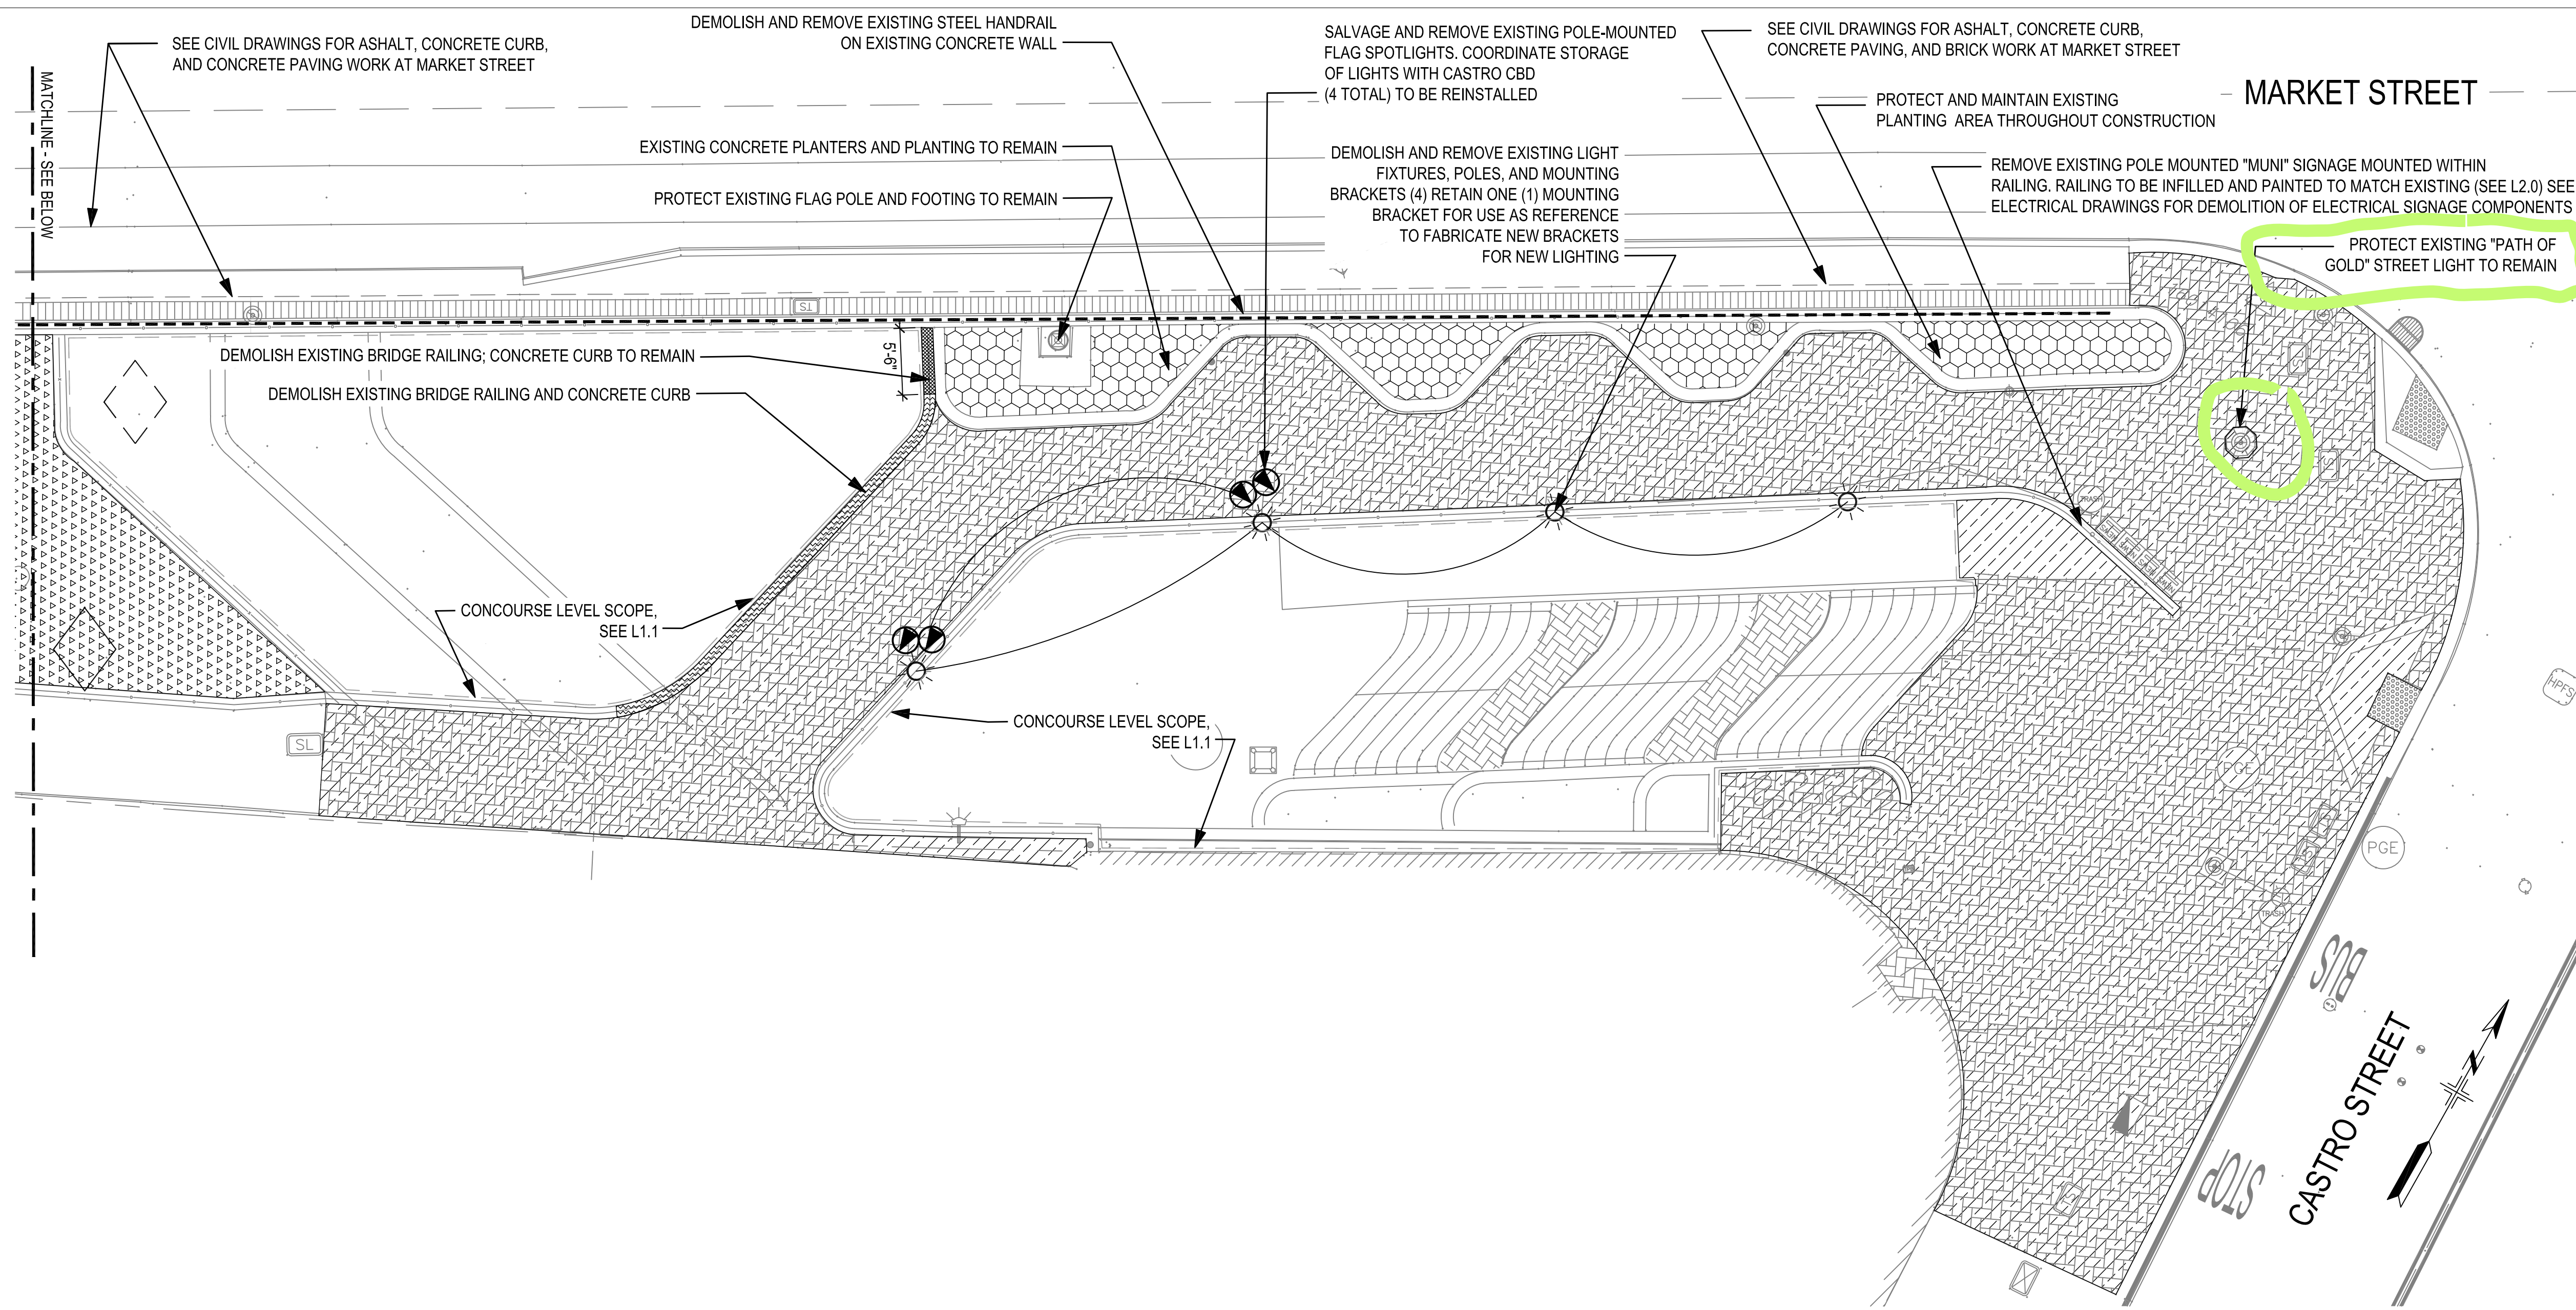 SEE CIVIL DRAWINGS FOR ASHALT, CONCRETE CURB,
AND CONCRETE PAVING WORK AT MARKET STREET
MATCHLINE - SEE BELOW
DEMOLISH AND REMOVE EXISTING STEEL HANDRAIL
ON EXISTING CONCRETE WALL
SALVAGE AND REMOVE EXISTING POLE-MOUNTED
FLAG SPOTLIGHTS. COORDINATE STORAGE
OF LIGHTS WITH CASTRO CBD
(4 TOTAL) TO BE REINSTALLED
SEE CIVIL DRAWINGS FOR ASHALT, CONCRETE CURB,
CONCRETE PAVING, AND BRICK WORK AT MARKET STREET
MARKET STREET
PROTECT AND MAINTAIN EXISTING
PLANTING AREA THROUGHOUT CONSTRUCTION
EXISTING CONCRETE PLANTERS AND PLANTING TO REMAIN
PROTECT EXISTING FLAG POLE AND FOOTING TO REMAIN
DEMOLISH AND REMOVE EXISTING LIGHT
FIXTURES, POLES, AND MOUNTING
BRACKETS (4) RETAIN ONE (1) MOUNTING
BRACKET FOR USE AS REFERENCE
TO FABRICATE NEW BRACKETS
FOR NEW LIGHTING
REMOVE EXISTING POLE MOUNTED "MUNI" SIGNAGE MOUNTED WITHIN
RAILING. RAILING TO BE INFILLED AND PAINTED TO MATCH EXISTING (SEE L2.0) SEE
ELECTRICAL DRAWINGS FOR DEMOLITION OF ELECTRICAL SIGNAGE COMPONENTS
PROTECT EXISTING "PATH OF
GOLD" STREET LIGHT TO REMAIN
ST
DEMOLISH EXISTING BRIDGE RAILING; CONCRETE CURB TO REMAIN
5'-6"
DEMOLISH EXISTING BRIDGE RAILING AND CONCRETE CURB
TRASH
NEWS
NEWS
NEWS
CONCOURSE LEVEL SCOPE,
SEE L1.1
HPFS
CONCOURSE LEVEL SCOPE,
SEE L1.1
SL
PGE
PGE
TRASH
BUS
STOP
CASTRO STREET
N